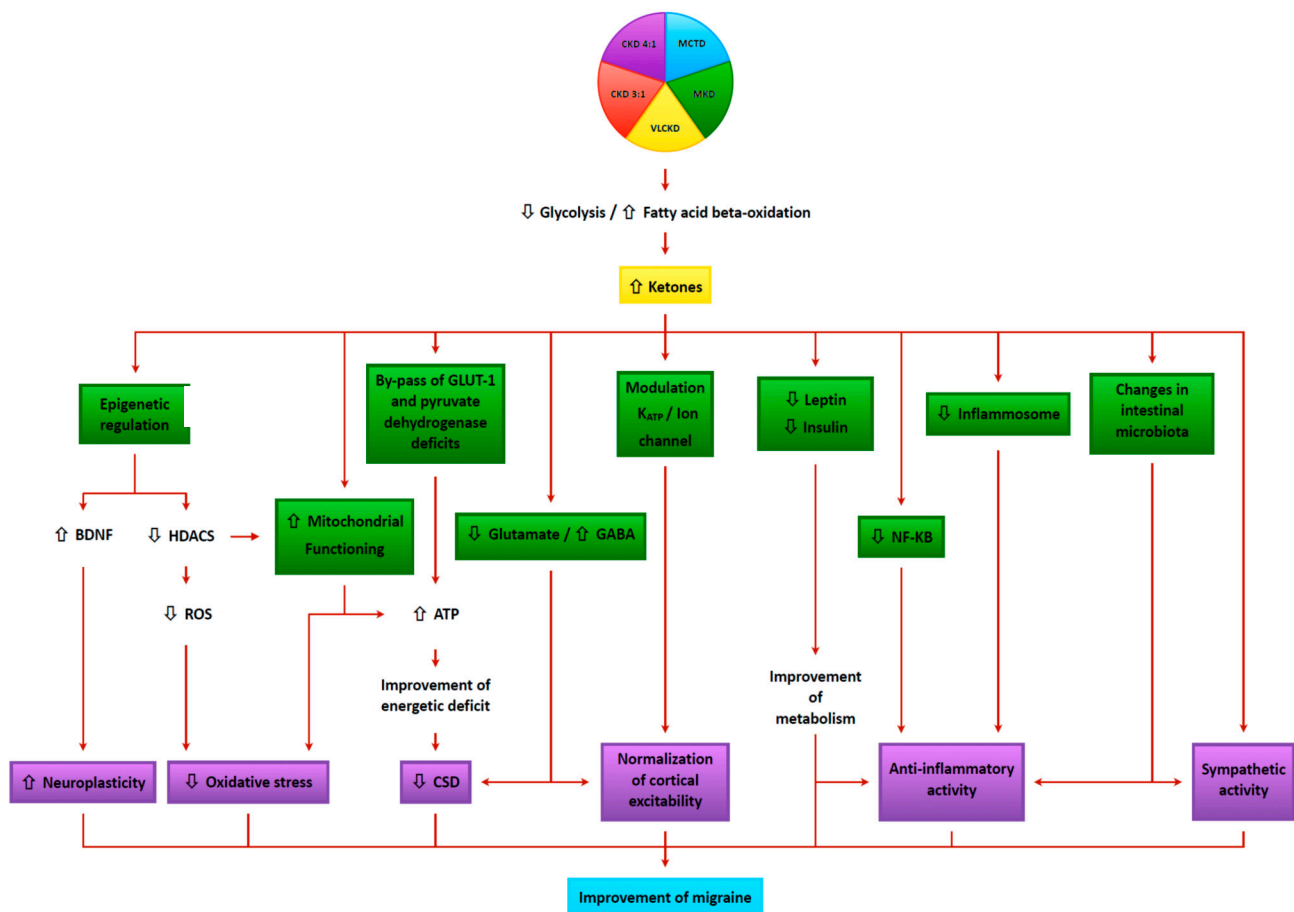 CKD 4:1
MCTD
CKD 3:1
MKD
VLCKD
⇩ Glycolysis / ⇧ Fatty acid beta-oxidation
⇧ Ketones
Epigenetic
regulation
By-pass of GLUT-1
and pyruvate
dehydrogenase
deficits
Modulation
KATP / Ion
channel
⇩ Leptin
⇩ Insulin
⇩ Inflammosome
Changes in
intestinal
microbiota
⇧ BDNF
⇩ HDACS
⇧ Mitochondrial
Functioning
⇩ Glutamate / ⇧ GABA
⇩ NF-KB
⇩ ROS
⇧ ATP
Improvement of
energetic deficit
Improvement
of
metabolism
⇧ Neuroplasticity
⇩ Oxidative stress
⇩ CSD
Normalization
of cortical
excitability
Anti-inflammatory
activity
Sympathetic
activity
Improvement of migraine